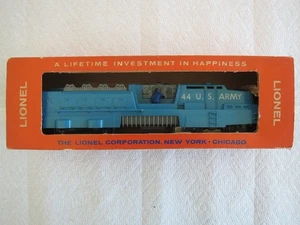 A LIFETIME INVESTMENT IN HAPPINESS
LIONEL
44 U. S. ARMY
LIONEL
THE LIONEL CORPORATION, NEW YORK - CHICAGO